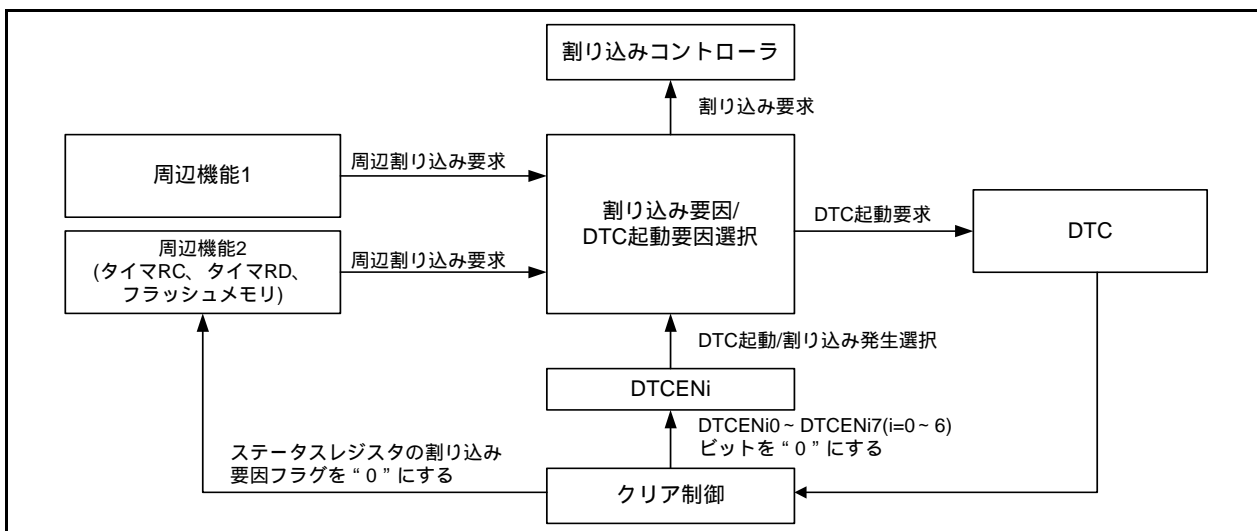 割り込みコントローラ
割り込み要求
周辺機能1
周辺割り込み要求
割り込み要因/
DTC起動要因選択
DTC起動要求
DTC
周辺機能2
(タイマRC、タイマRD、
フラッシュメモリ)
周辺割り込み要求
DTC起動/割り込み発生選択
DTCENi
DTCENi0~DTCENi7(i=0~6)
ビットを“0”にする
ステータスレジスタの割り込み
要因フラグを“0”にする
クリア制御